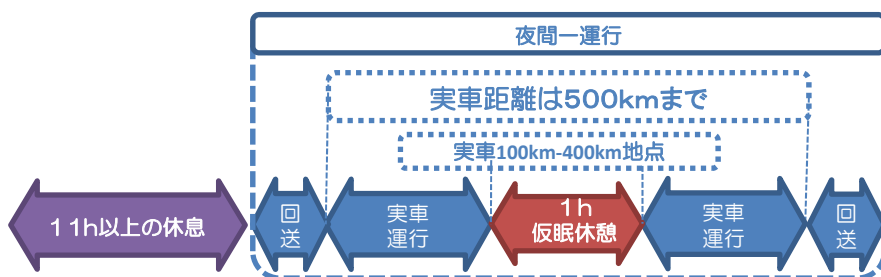 夜間一運行
実車距離は500kmまで
実車100km-400km地点
11h以上の休息
回
送
実車
運行
1h
仮眠休憩
実車
運行
回
送